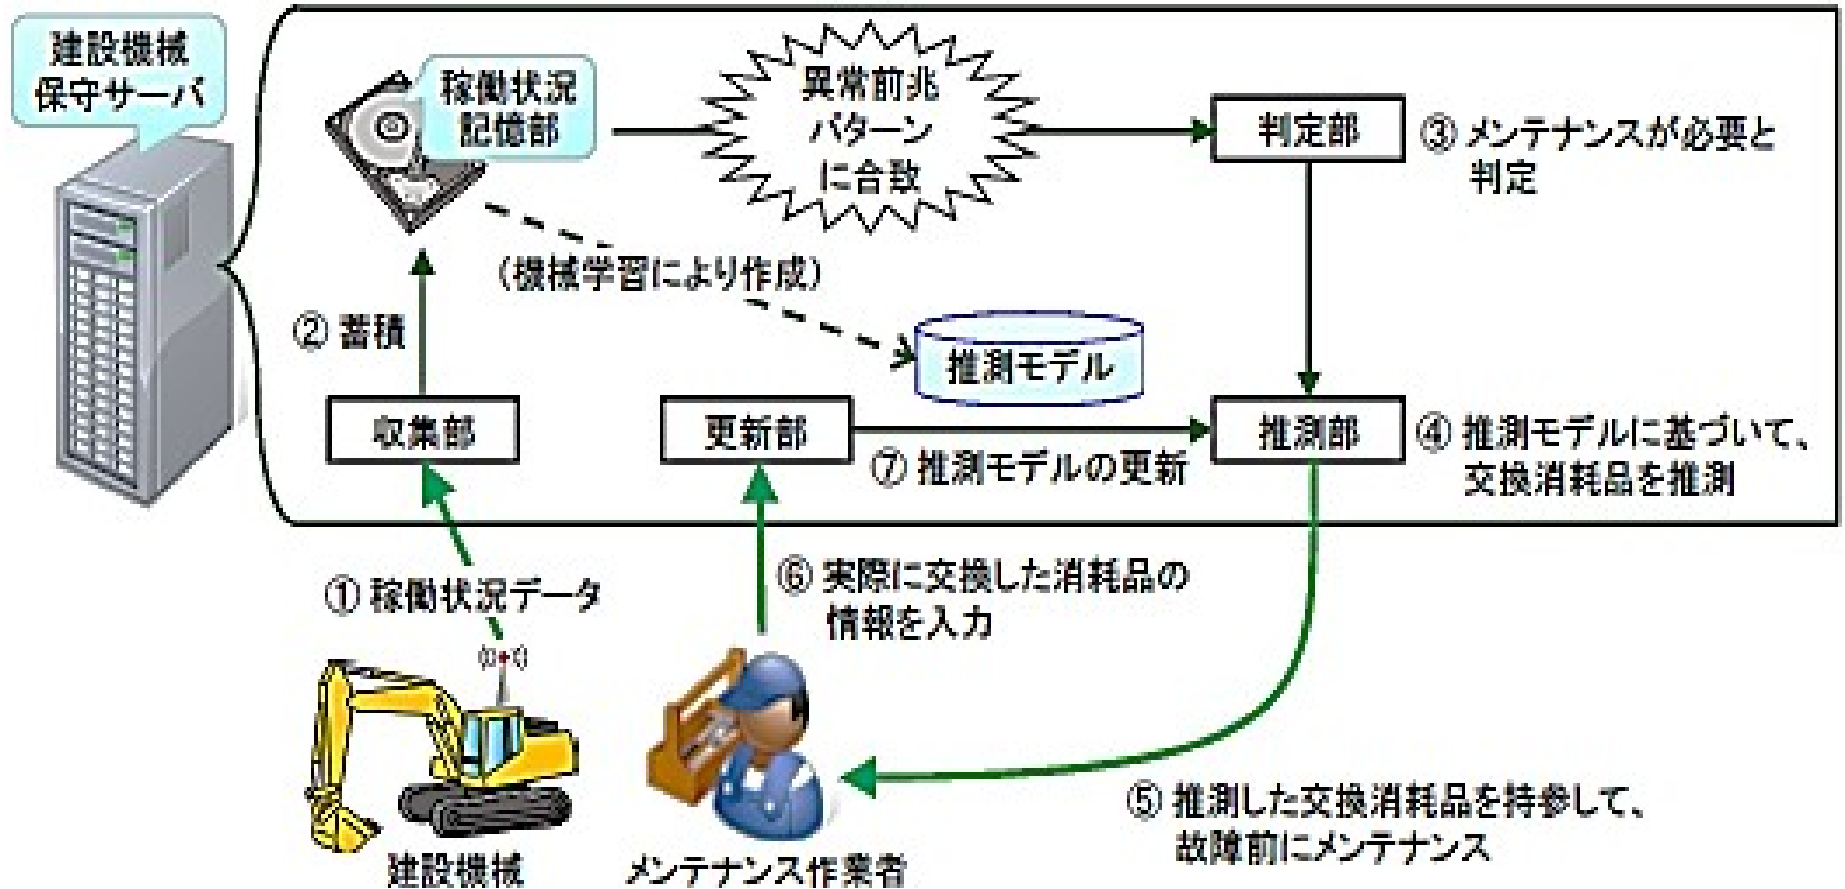 建設機械
保守サーバ
稼働状況
記憶部
異常前兆
パターン
に合致
判定部
③ メンテナンスが必要と
判定
(機械学習により作成)
② 蓄積
推測モデル
収集部
更新部
推測部
④ 推測モデルに基づいて、
交換消耗品を推測
⑦ 推測モデルの更新
① 稼働状況データ
⑥ 実際に交換した消耗品の
情報を入力
⑤ 推測した交換消耗品を持参して、
故障前にメンテナンス
建設機械
メンテナンス作業者